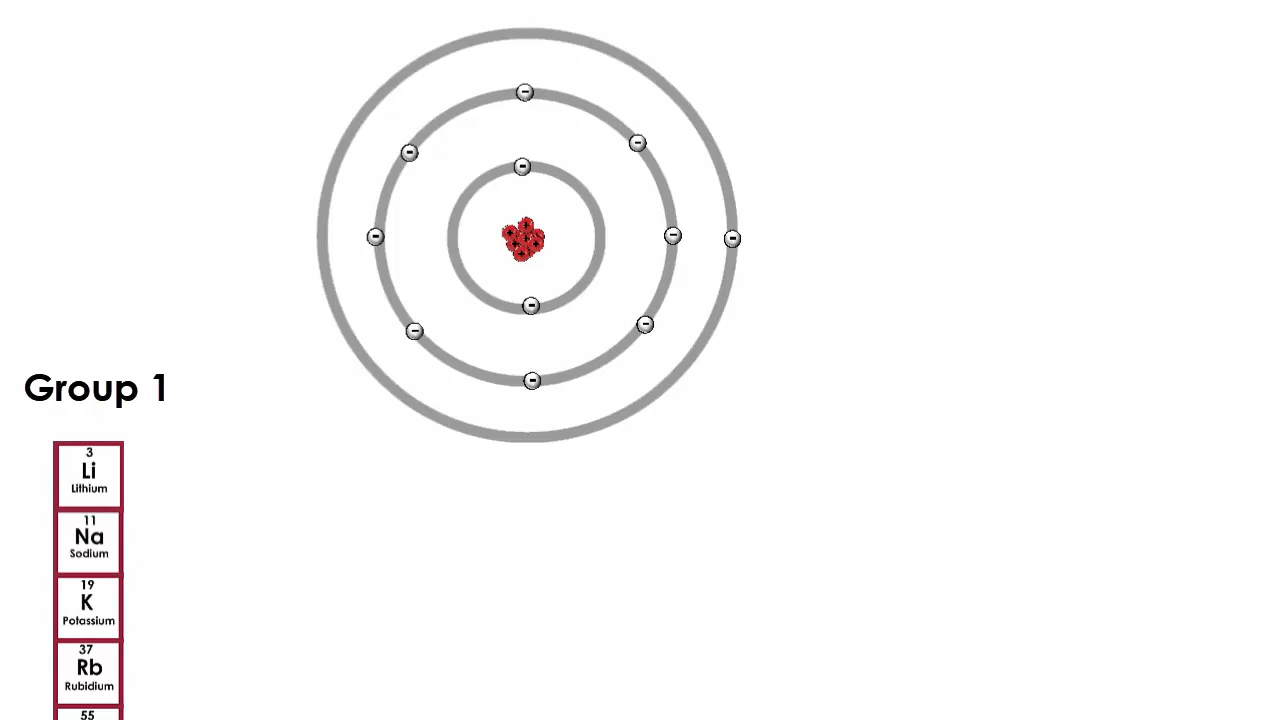 Group 1
3
Li
Lithium
11
Na
Sodium
19
K
Potassium
37
Rb
Rubidium
55